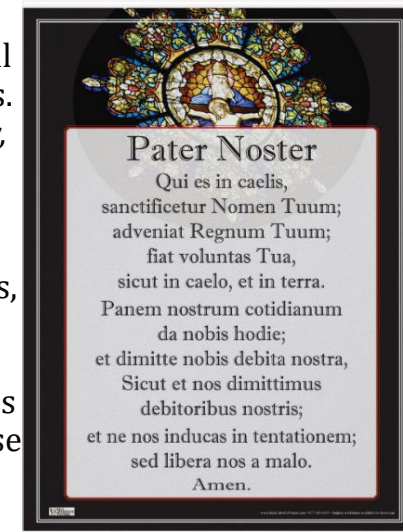 Pater Noster
Qui es in caelis,
sanctificetur Nomen Tuum;
adveniat Regnum Tuum;
fiat voluntas Tua,
sicut in caelo, et in terra.
Panem nostrum cotidianum
da nobis hodie;
et dimitte nobis debita nostra,
Sicut et nos dimittimus
debitoribus nostris;
et ne nos inducas in tentationem;
sed libera nos a malo.
Amen.